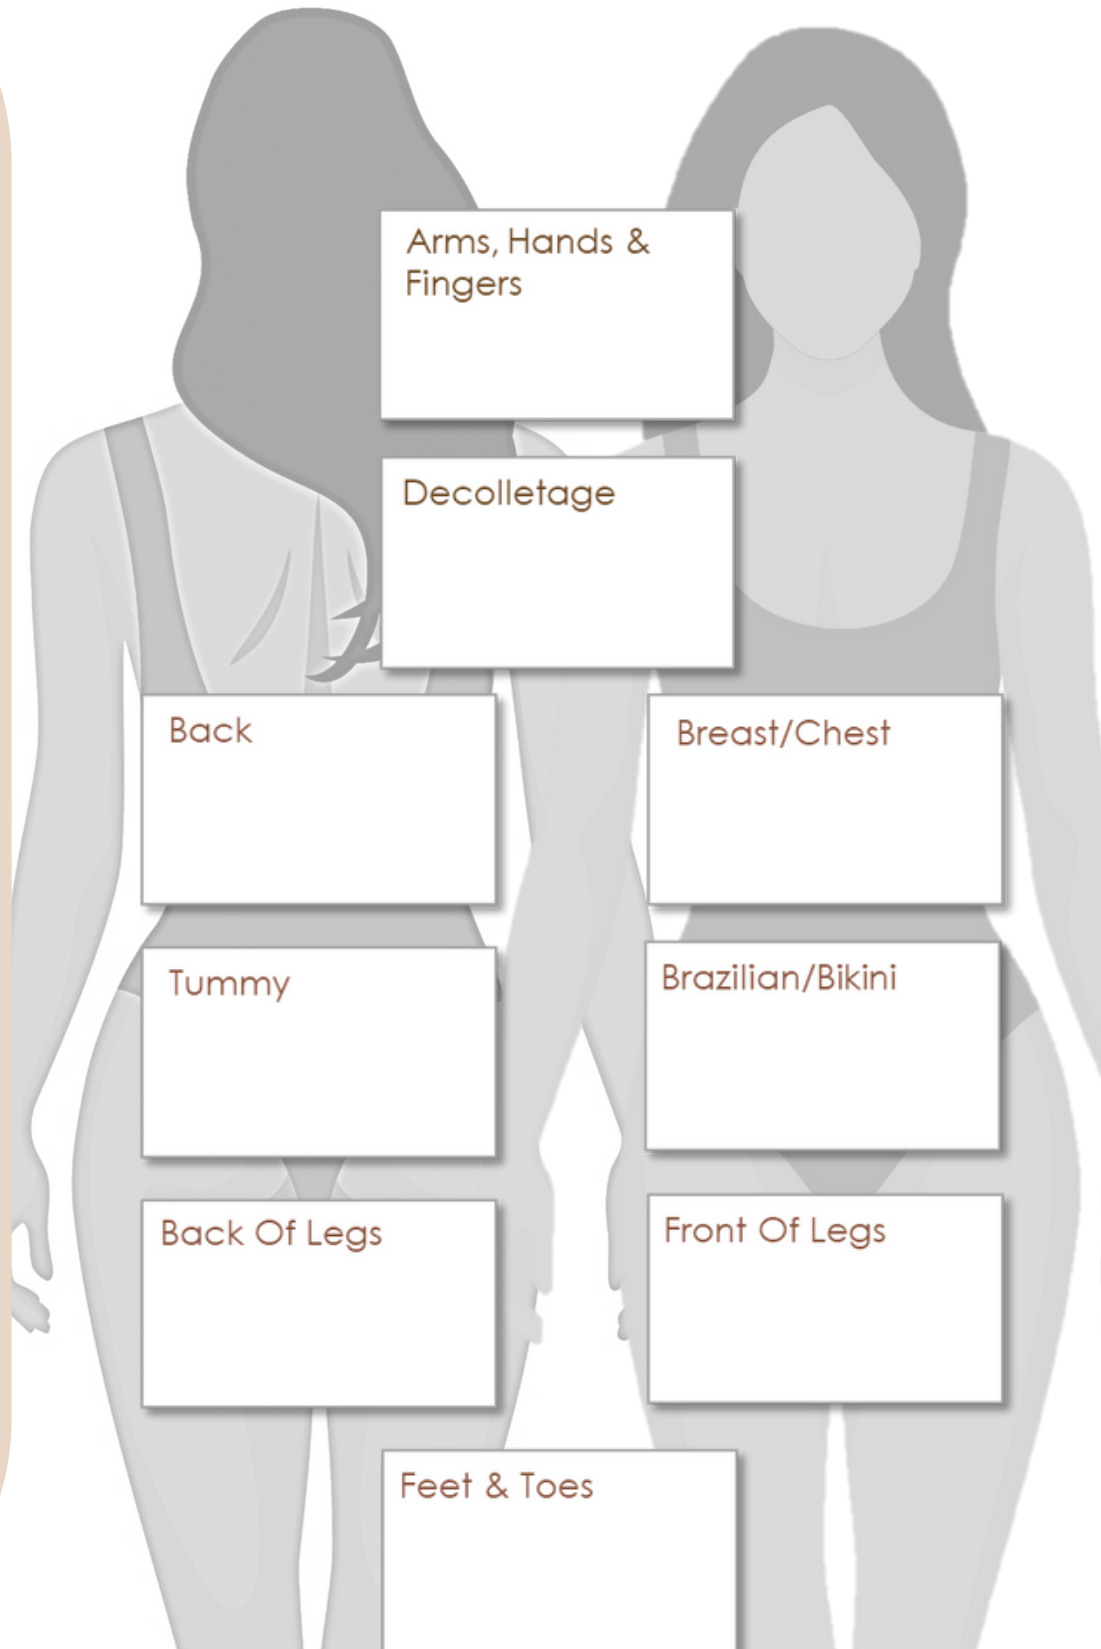 Arms, Hands &
Fingers
Decolletage
Back
Breast/Chest
Tummy
Brazilian/Bikini
Back Of Legs
Front Of Legs
Feet & Toes